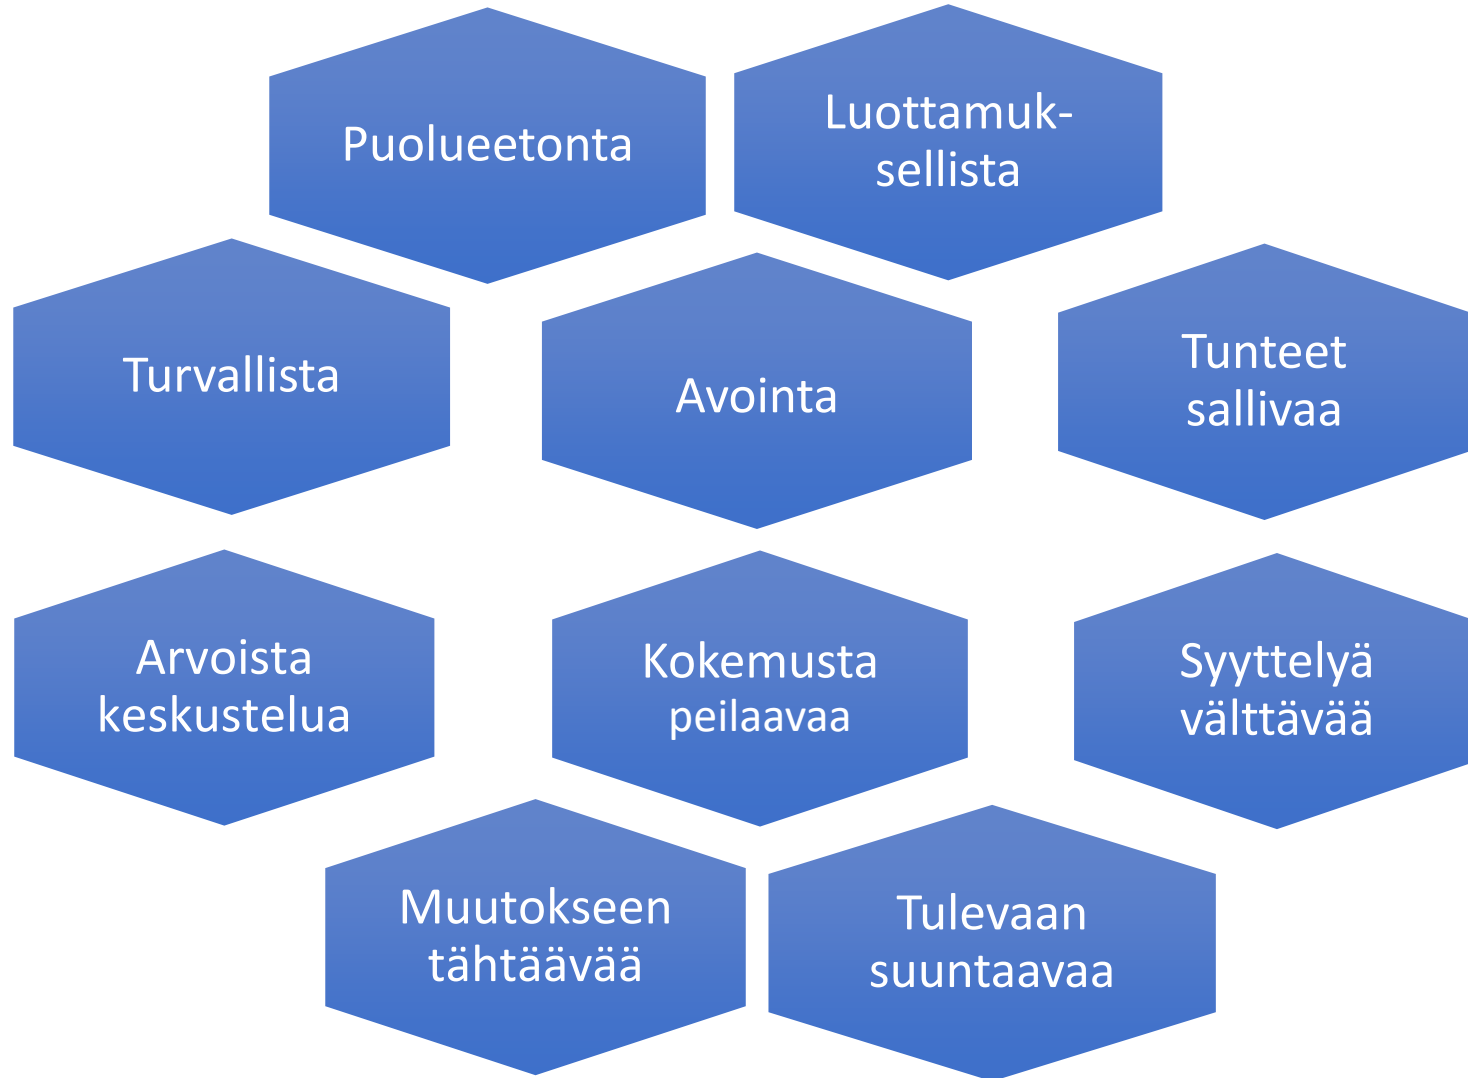 Puolueetonta
Luottamuk-
sellista
Turvallista
Avointa
Tunteet
sallivaa
Arvoista
keskustelua
Kokemusta
peilaavaa
Syyttelyä
välttävää
Muutokseen
tähtäävää
Tulevaan
suuntaavaa